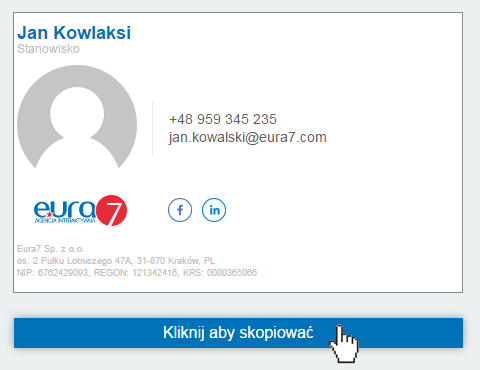 Jan Kowlaksi
Stanowisko
+48 959 345 235
jan.kowalski@eura7.com
eura7
AGENCJA INTERAKTYWNA
f
in
Eura7 Sp. z o.o.
os. 2 Pułku Lotniczego 47A, 31-870 Kraków, PL
NIP: 6762429093, REGON: 121342416, KRS: 0000365066
Kliknij aby skopiować